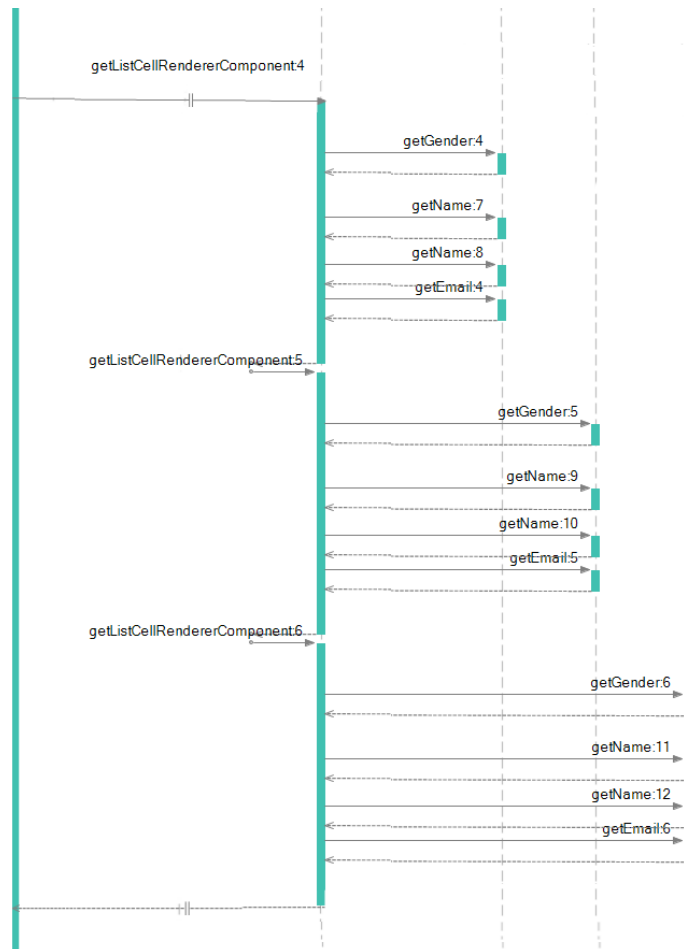 getListCellRendererComponent:4
getGender:4
getName:7
getName:8
getEmail:4
getListCellRendererComponent:5
getGender:5
getName:9
getName:10
getEmail:5
getListCellRendererComponent:6
getGender:6
getName:11
getName:12
getEmail:6